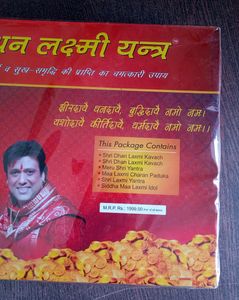 धन लक्ष्मी यन्त्र
व सुख-समृद्धि की प्राप्ति का चमत्कारी उपाय
श्रीरदायै धनदायै, बुद्धिदायै नमो नमः।
यशोदायै कीर्तिदायै, धर्मदायै नमो नमः।।
This Package Contains
Shri Dhan Laxmi Kavach
Shri Dhan Laxmi Kavach
Meru Shri Yantra
Maa Laxmi Charan Paduka
Shri Laxmi Yantra
Siddha Maa Laxmi Idol
M.R.P. Rs.: 1999.00